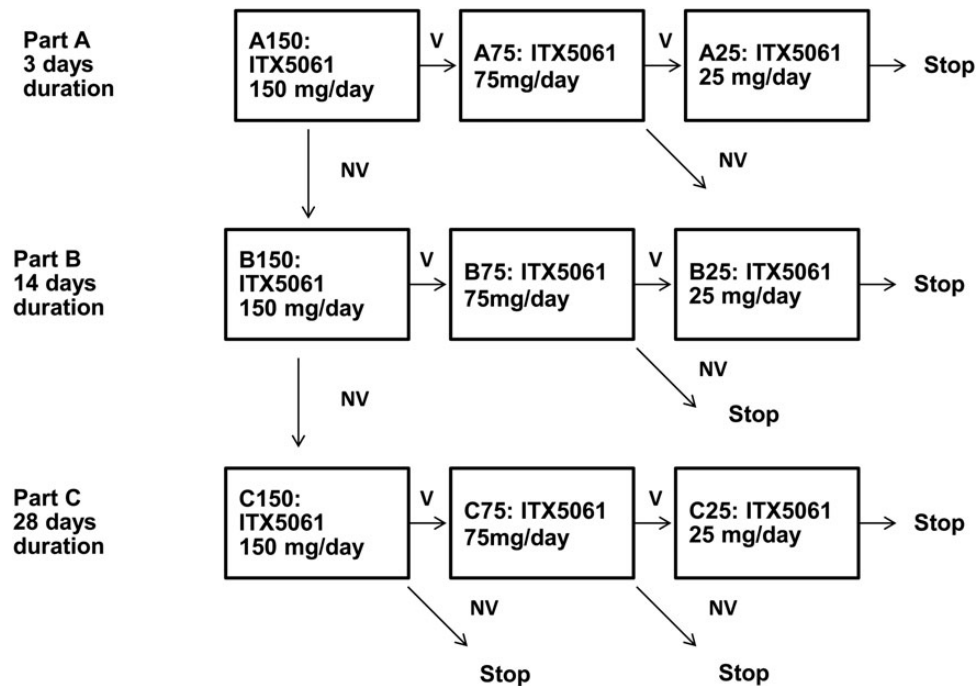 Part A
3 days
duration
A150:
ITX5061
150 mg/day
V
A75: ITX5061
75mg/day
V
A25: ITX5061
25 mg/day
Stop
NV
NV
Part B
14 days
duration
B150:
ITX5061
150 mg/day
V
B75: ITX5061
75mg/day
V
B25: ITX5061
25 mg/day
Stop
NV
NV
Stop
Part C
28 days
duration
C150:
ITX5061
150 mg/day
V
C75: ITX5061
75mg/day
V
C25: ITX5061
25 mg/day
Stop
NV
Stop
NV
Stop